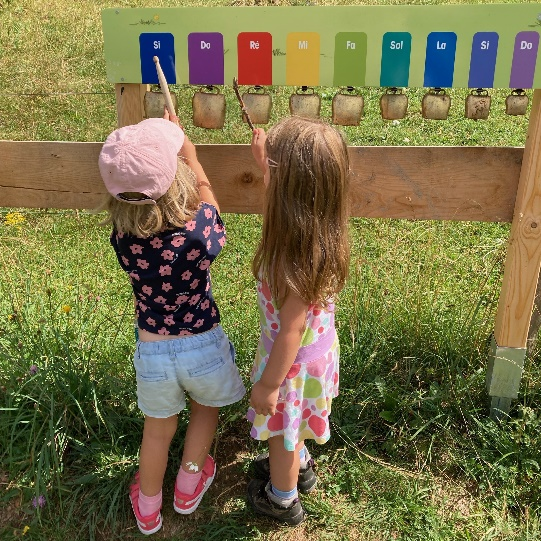 Si Do Ré Mi Fa Sol La Si Do